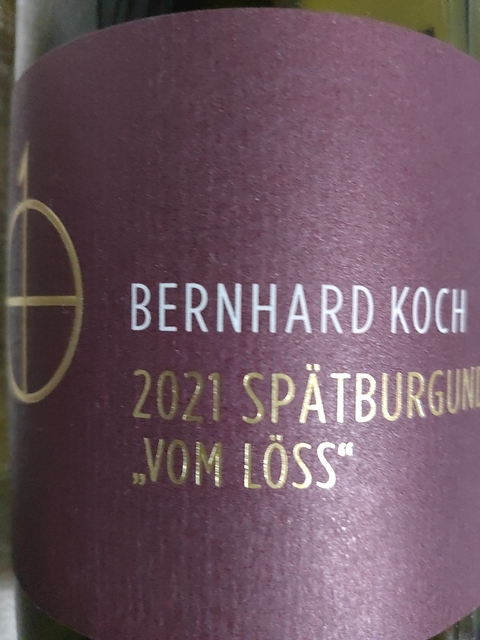 BERNHARD KOCH
2021 SPÄTBURGUND
„VOM LÖSS“